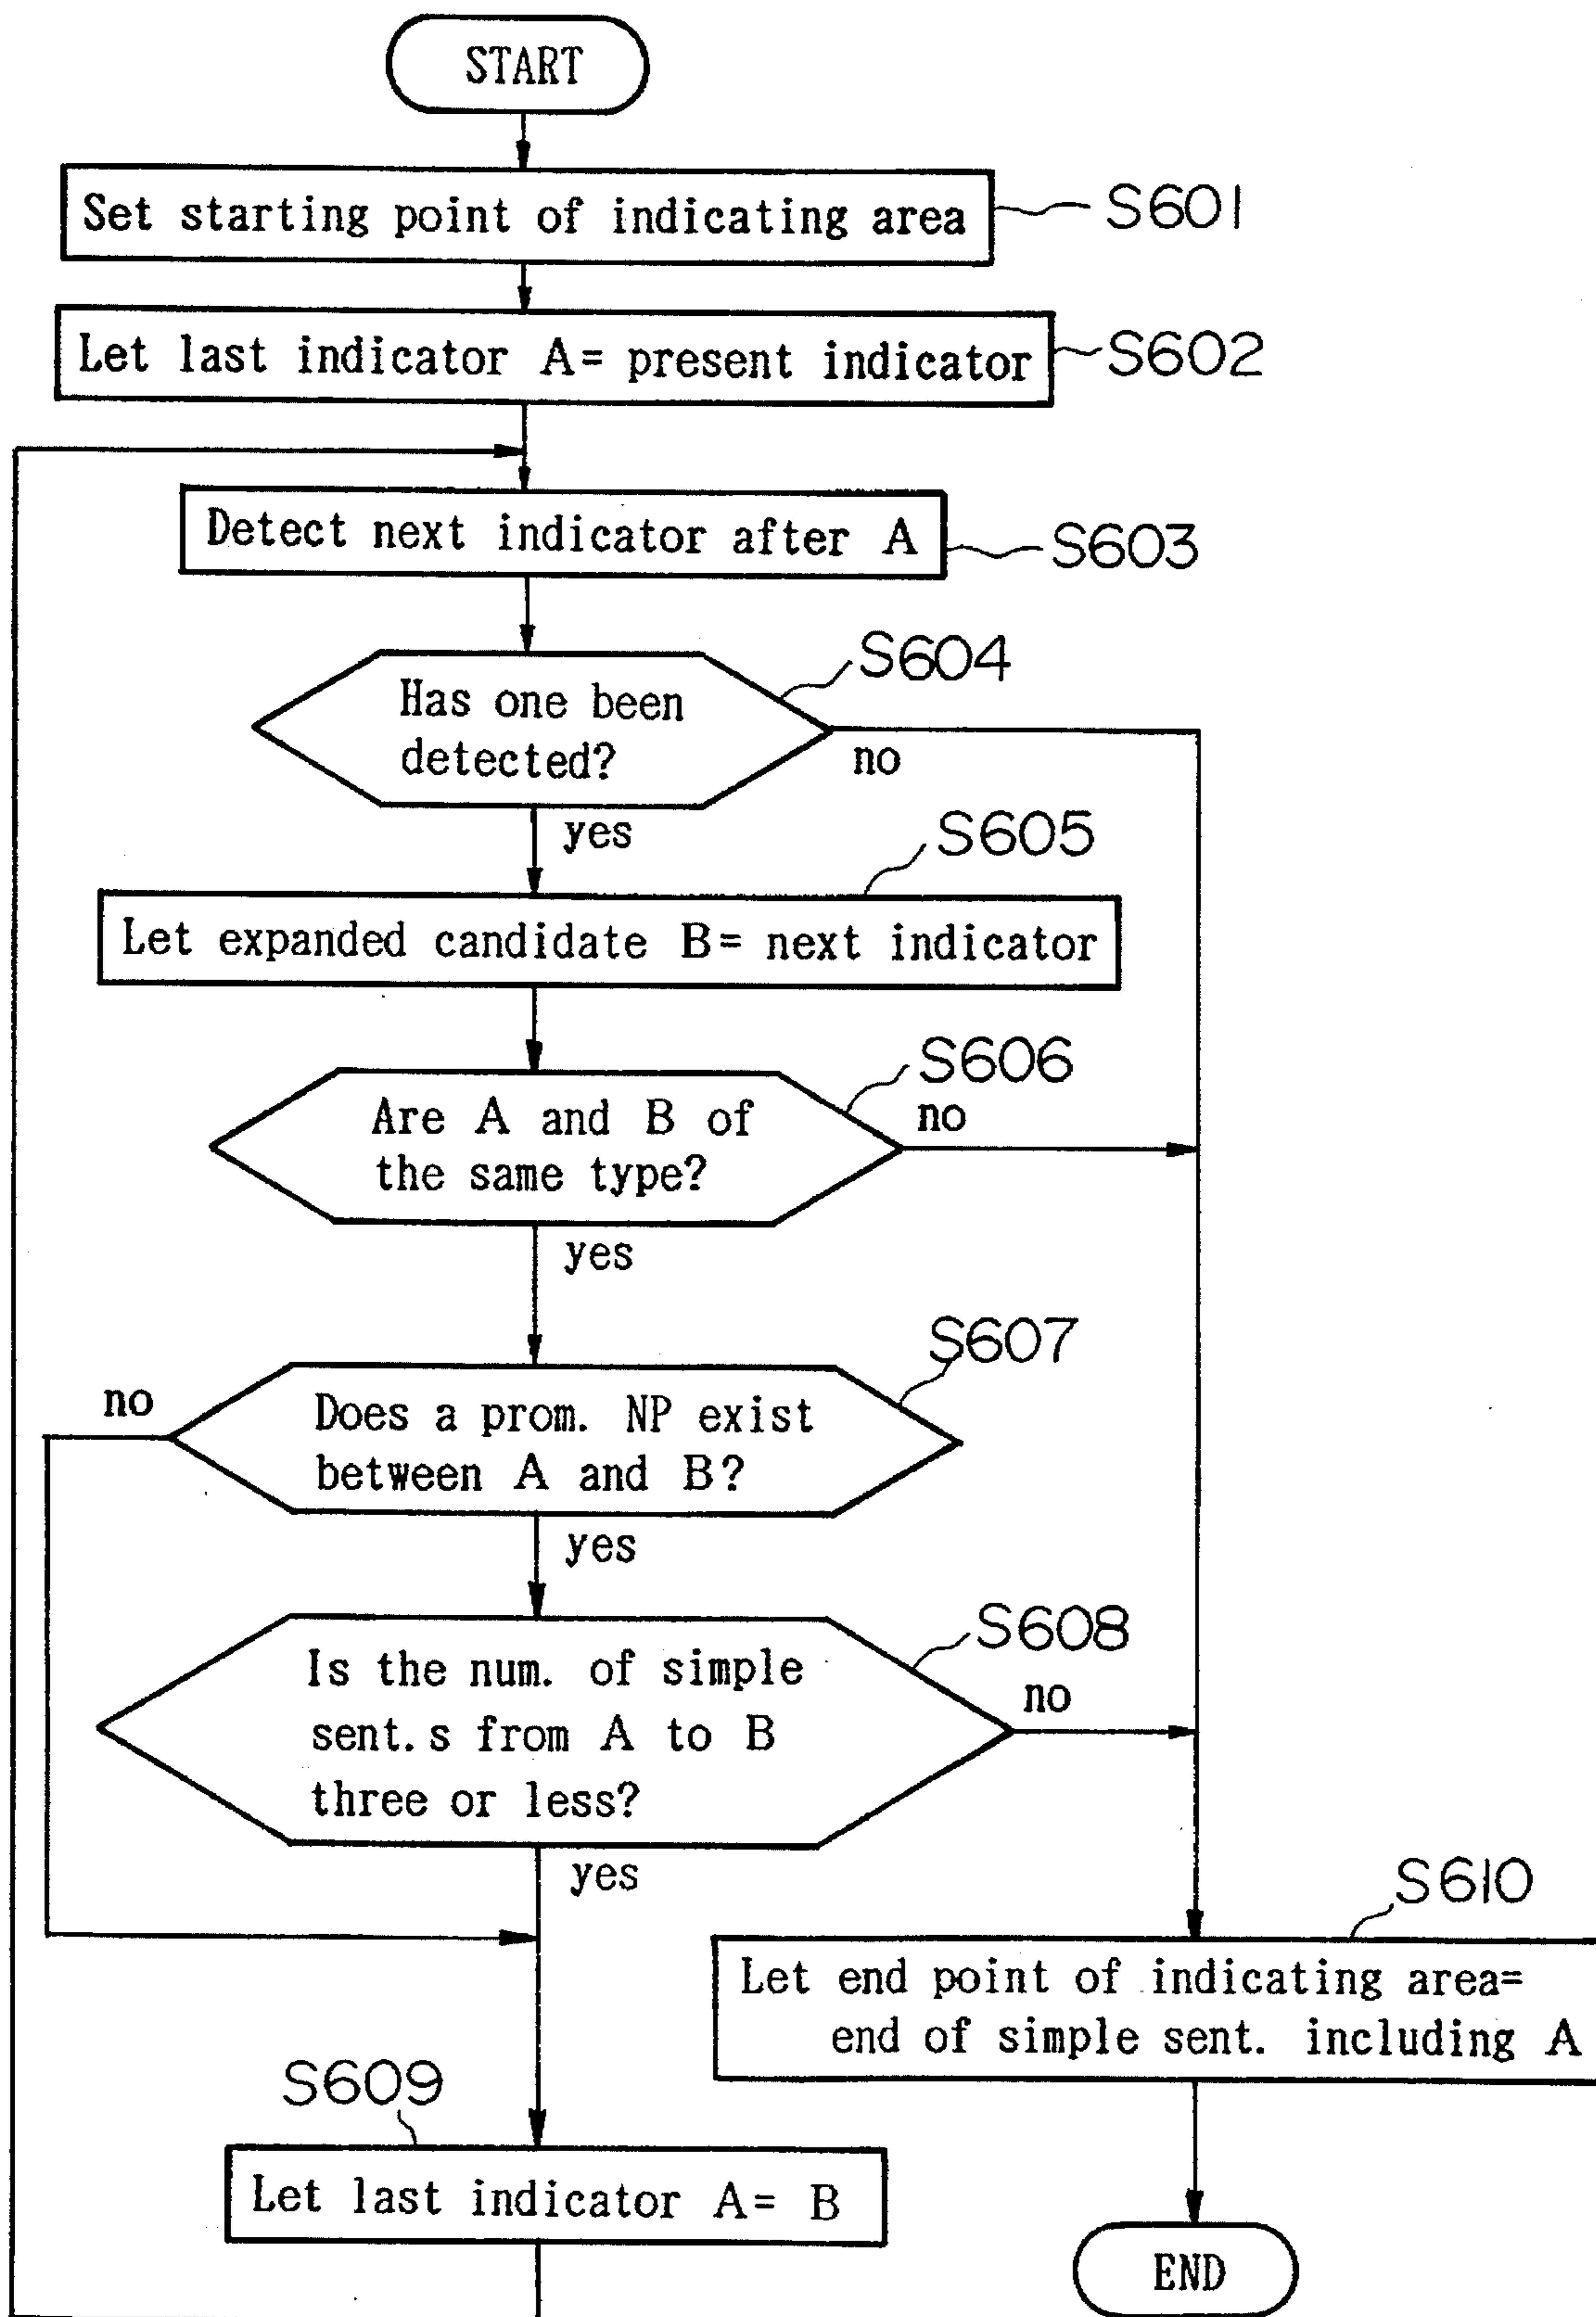 START
Set starting point of indicating area
S601
Let last indicator A= present indicator
S602
Detect next indicator after A
S603
S604
Has one been
detected?
no
yes
S605
Let expanded candidate B= next indicator
S606
Are A and B of
the same type?
no
yes
S607
no
Does a prom. NP exist
between A and B?
yes
S608
Is the num. of simple
sent.s from A to B
three or less?
no
yes
S610
Let end point of indicating area=
end of simple sent. including A
S609
Let last indicator A= B
END